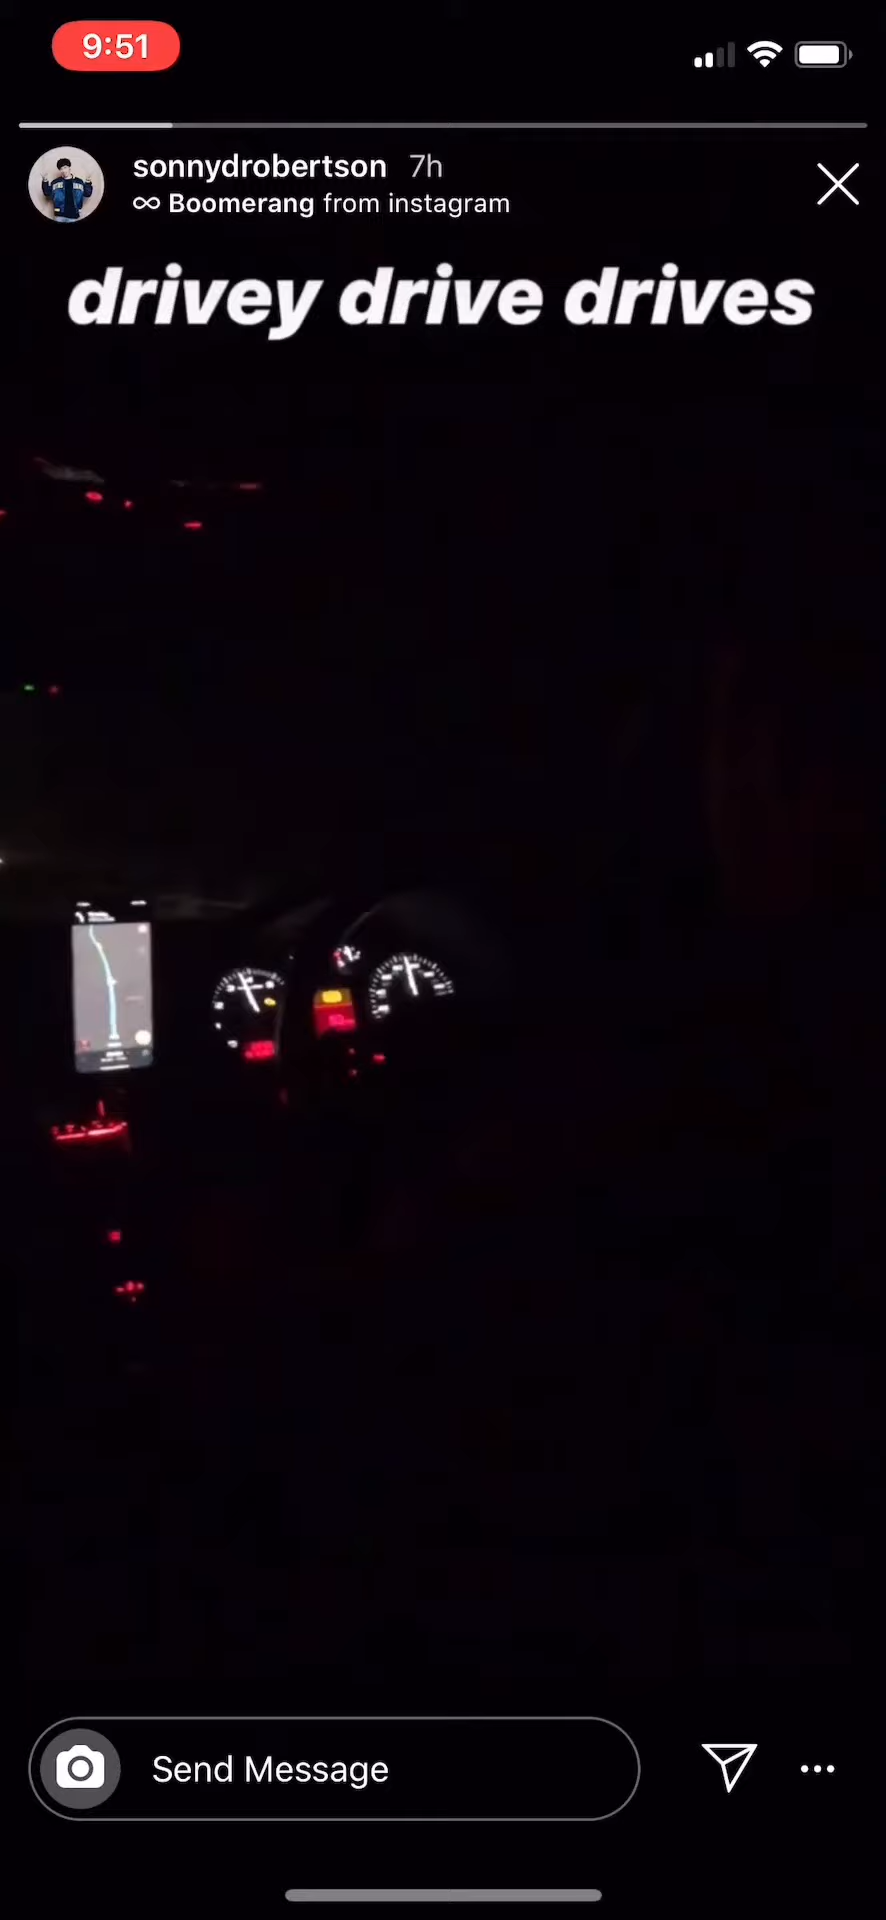 9:51
sonnydrobertson 7h
∞ Boomerang from instagram
drivey drive drives
Send Message